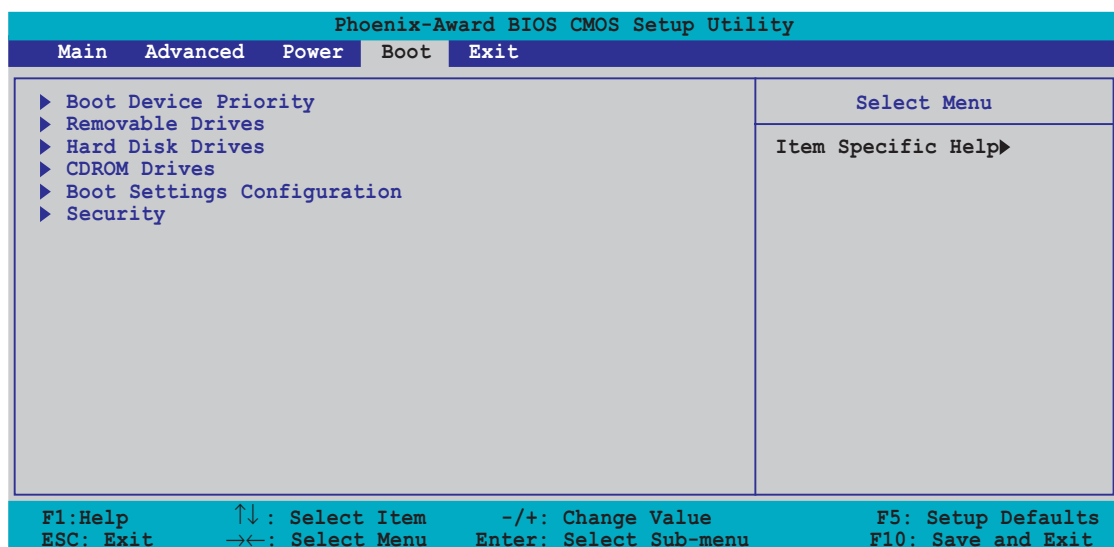 Phoenix-Award BIOS CMOS Setup Utility
Main Advanced Power Boot Exit
Boot Device Priority
Removable Drives
Hard Disk Drives
CDROM Drives
Boot Settings Configuration
Security
Select Menu
Item Specific Help
F1:Help ↑↓: Select Item -/+: Change Value F5: Setup Defaults
ESC: Exit →←: Select Menu Enter: Select Sub-menu F10: Save and Exit